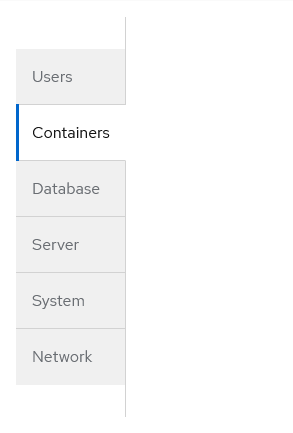 Users
Containers
Database
Server
System
Network